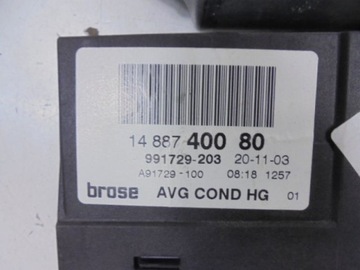 14 887 400 80
991729-203 20-11-03
A91729-100 08:18 1257
brose AVG COND HG 01